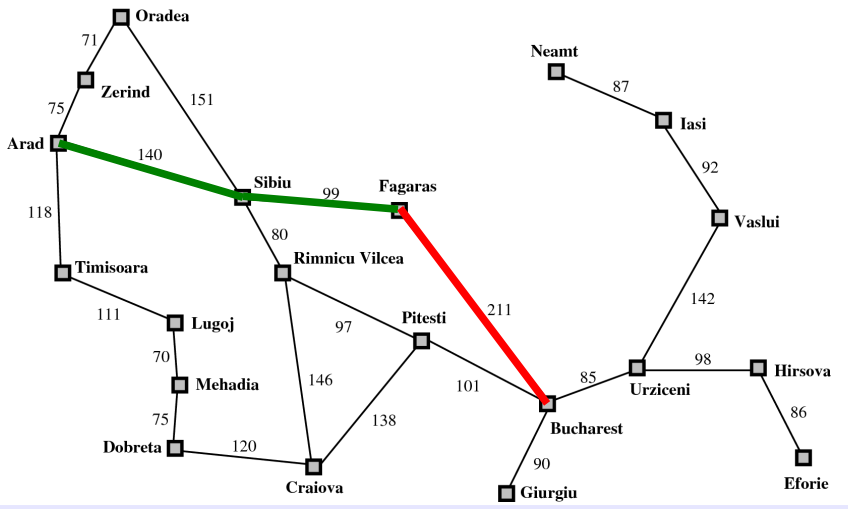 Oradea
71
Neamt
87
Zerind
151
75
Iasi
Arad
140
92
Sibiu
Fagaras
99
118
80
Vaslui
Timisoara
Rimnicu Vilcea
142
111
211
Lugoj
97
Pitesti
70
146
98
Hirsova
Mehadia
101
85
Urziceni
75
138
86
Dobreta
120
Bucharest
90
Craiova
Giurgiu
Eforie